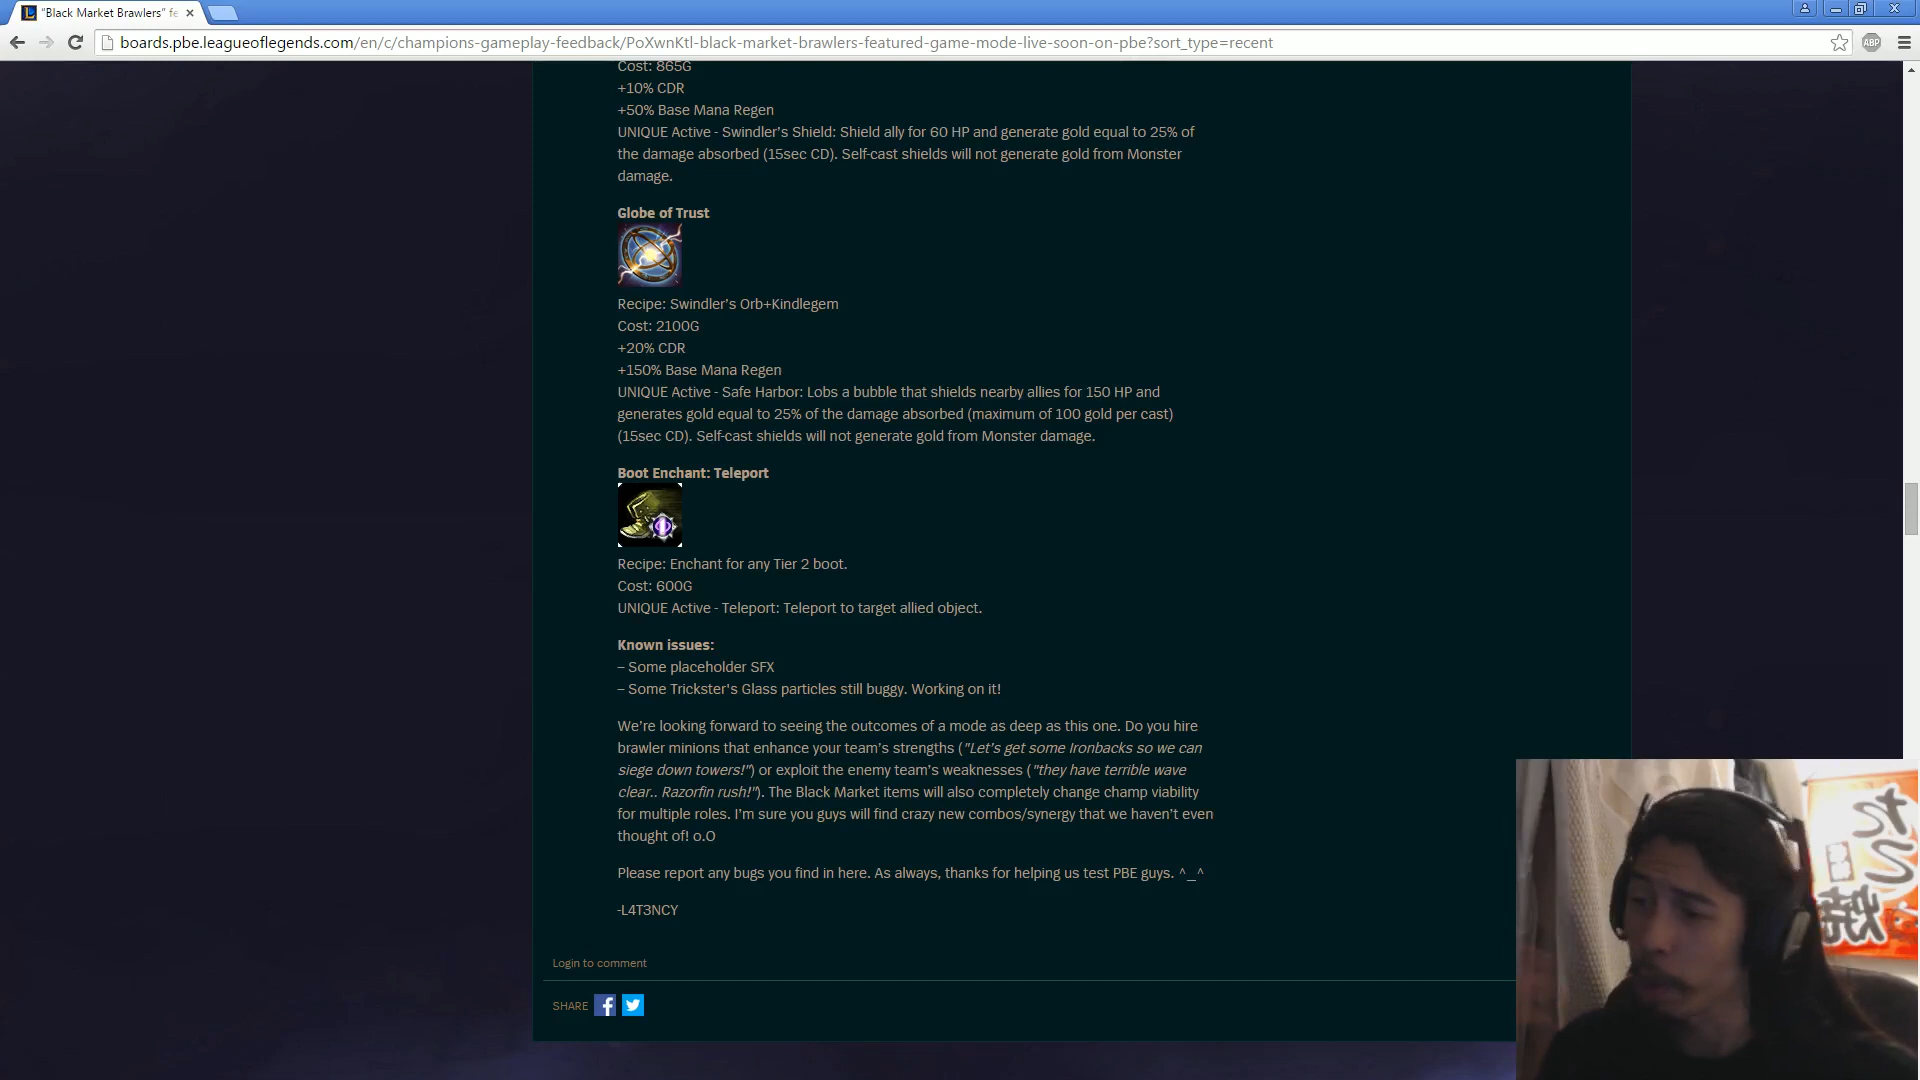 "Black Market Brawlers" fe
boards.pbe.leagueoflegends.com/en/c/champions-gameplay-feedback/PoXwnKtl-black-market-brawlers-featured-game-mode-live-soon-on-pbe?sort_type=recent
ABP
Cost: 865G
+10% CDR
+50% Base Mana Regen
UNIQUE Active - Swindler's Shield: Shield ally for 60 HP and generate gold equal to 25% of
the damage absorbed (15sec CD). Self-cast shields will not generate gold from Monster
damage.
Globe of Trust
Recipe: Swindler's Orb+Kindlegem
Cost: 2100G
+20% CDR
+150% Base Mana Regen
UNIQUE Active - Safe Harbor: Lobs a bubble that shields nearby allies for 150 HP and
generates gold equal to 25% of the damage absorbed (maximum of 100 gold per cast)
(15sec CD). Self-cast shields will not generate gold from Monster damage.
Boot Enchant: Teleport
Recipe: Enchant for any Tier 2 boot.
Cost: 600G
UNIQUE Active - Teleport: Teleport to target allied object.
Known issues:
– Some placeholder SFX
– Some Trickster's Glass particles still buggy. Working on it!
We're looking forward to seeing the outcomes of a mode as deep as this one. Do you hire
brawler minions that enhance your team's strengths ("Let's get some Ironbacks so we can
siege down towers!") or exploit the enemy team's weaknesses ("they have terrible wave
clear.. Razorfin rush!"). The Black Market items will also completely change champ viability
for multiple roles. I'm sure you guys will find crazy new combos/synergy that we haven't even
thought of! o.O
Please report any bugs you find in here. As always, thanks for helping us test PBE guys. ^_^
-L4T3NCY
Login to comment
SHARE